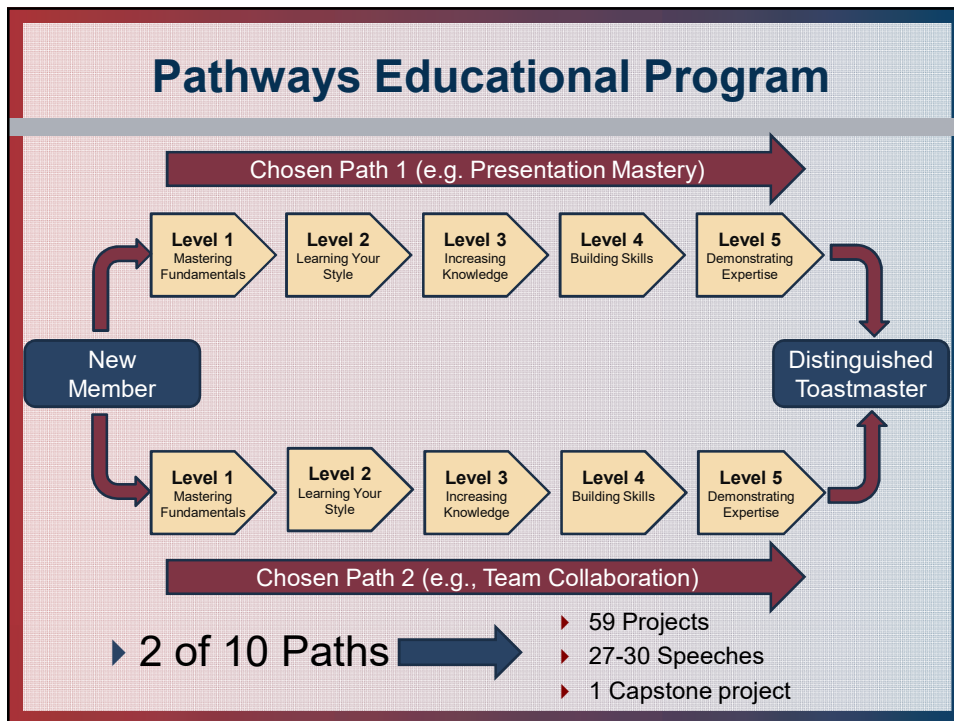 Pathways Educational Program
Chosen Path 1 (e.g. Presentation Mastery)
Level 1
Mastering
Fundamentals
Level 2
Learning Your
Style
Level 3
Increasing
Knowledge
Level 4
Building Skills
Level 5
Demonstrating
Expertise
New
Member
Distinguished
Toastmaster
Level 1
Mastering
Fundamentals
Level 2
Learning Your
Style
Level 3
Increasing
Knowledge
Level 4
Building Skills
Level 5
Demonstrating
Expertise
Chosen Path 2 (e.g., Team Collaboration)
2 of 10 Paths
59 Projects
27-30 Speeches
1 Capstone project